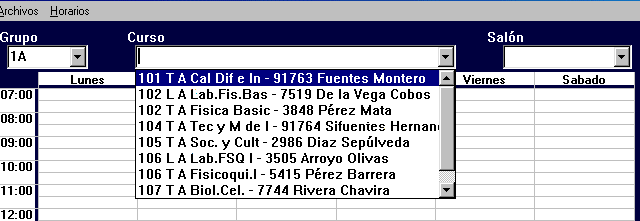 Archivos Horarios
Grupo Curso Salón
1A
Lunes Viernes Sabado
101 T A Cal Dif e In - 91763 Fuentes Montero
102 L A Lab.Fis.Bas - 7519 De la Vega Cobos
102 T A Fisica Basic - 3848 Pérez Mata
104 T A Tec y M de I - 91764 Sifuentes Hernan
105 T A Soc. y Cult - 2986 Diaz Sepúlveda
106 L A Lab.FSQ I - 3505 Arroyo Olivas
106 T A Fisicoqui.I - 5415 Pérez Barrera
107 T A Biol.Cel. - 7744 Rivera Chavira
07:00
08:00
09:00
10:00
11:00
12:00